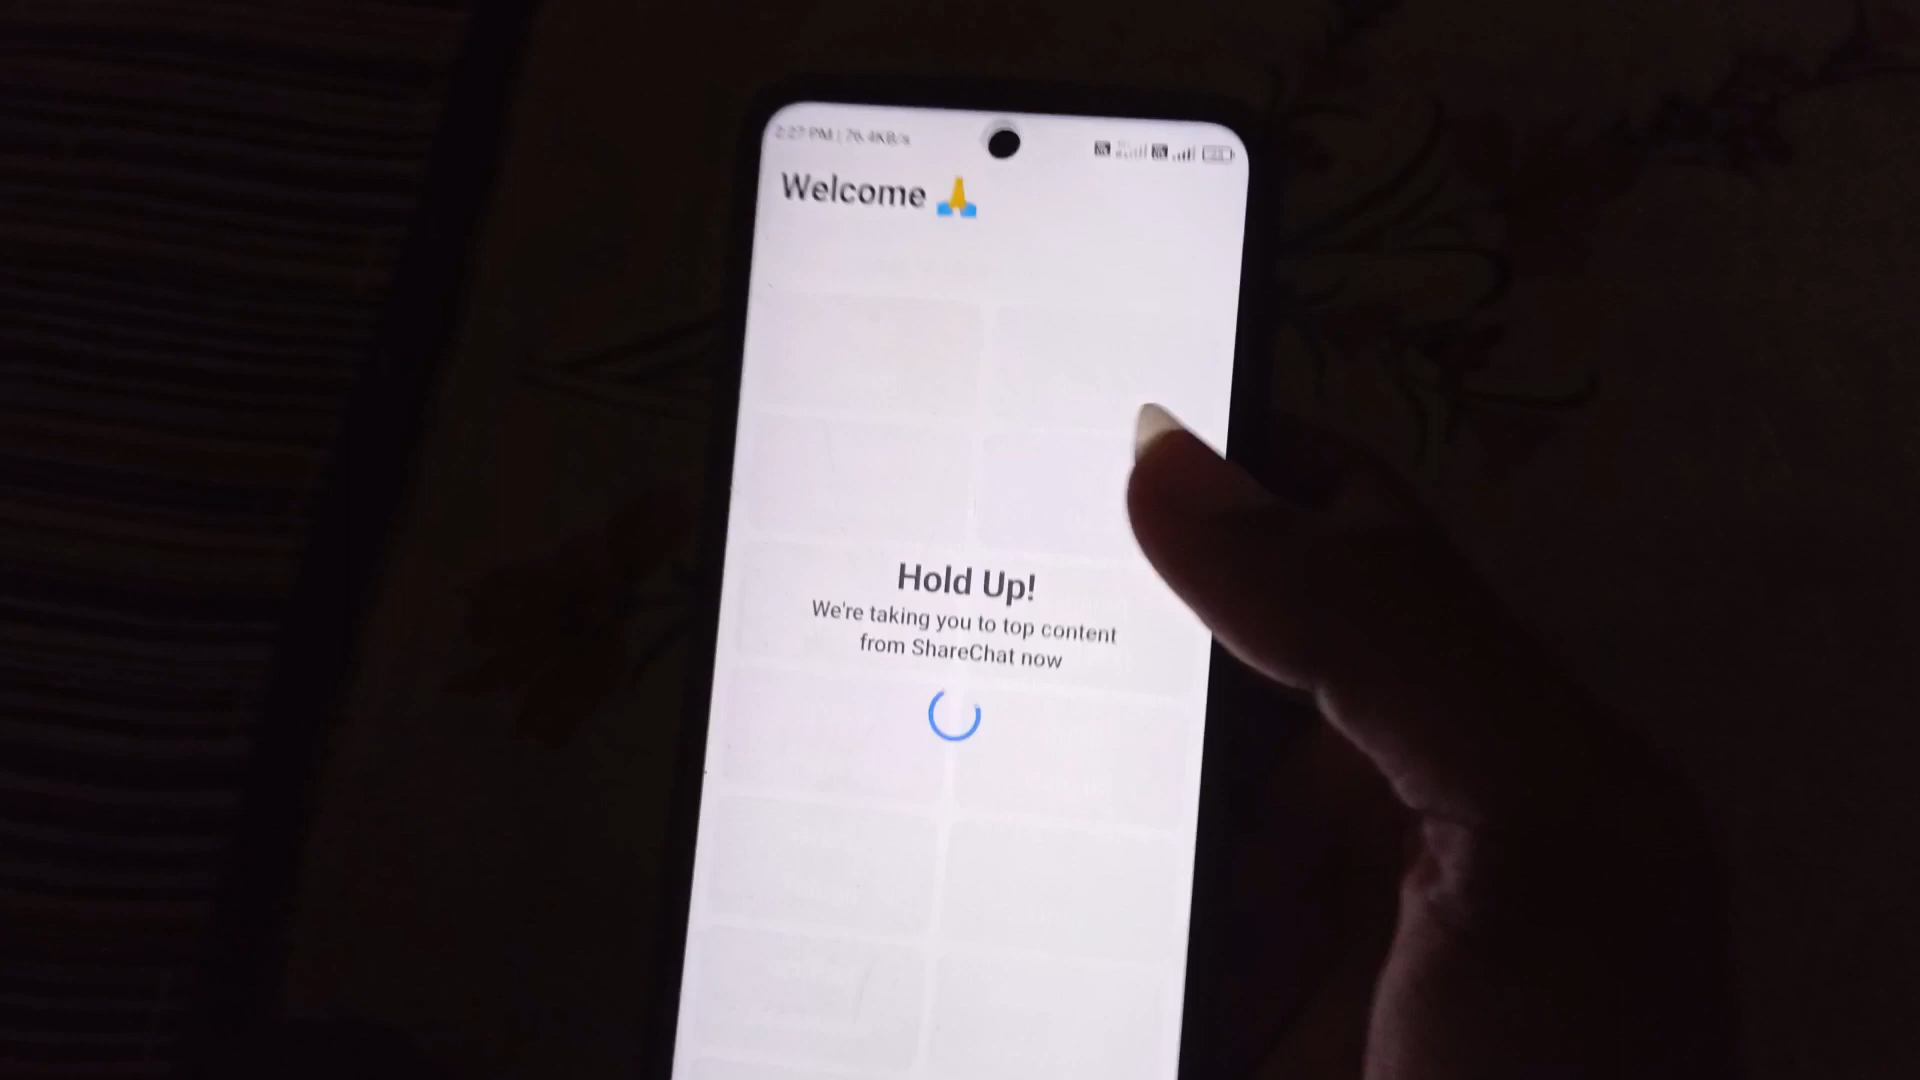 2:27 PM | 76.4KB/s
Welcome 🙏
Hold Up!
We're taking you to top content
from ShareChat now